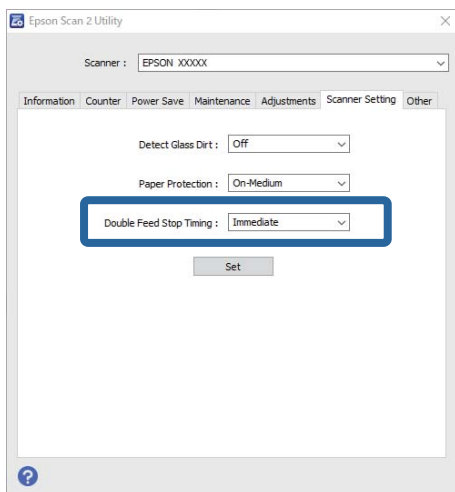 Epson Scan 2 Utility
Scanner : EPSON XXXXX
Information Counter Power Save Maintenance Adjustments Scanner Setting Other
Detect Glass Dirt : Off
Paper Protection : On-Medium
Double Feed Stop Timing : Immediate
Set
?